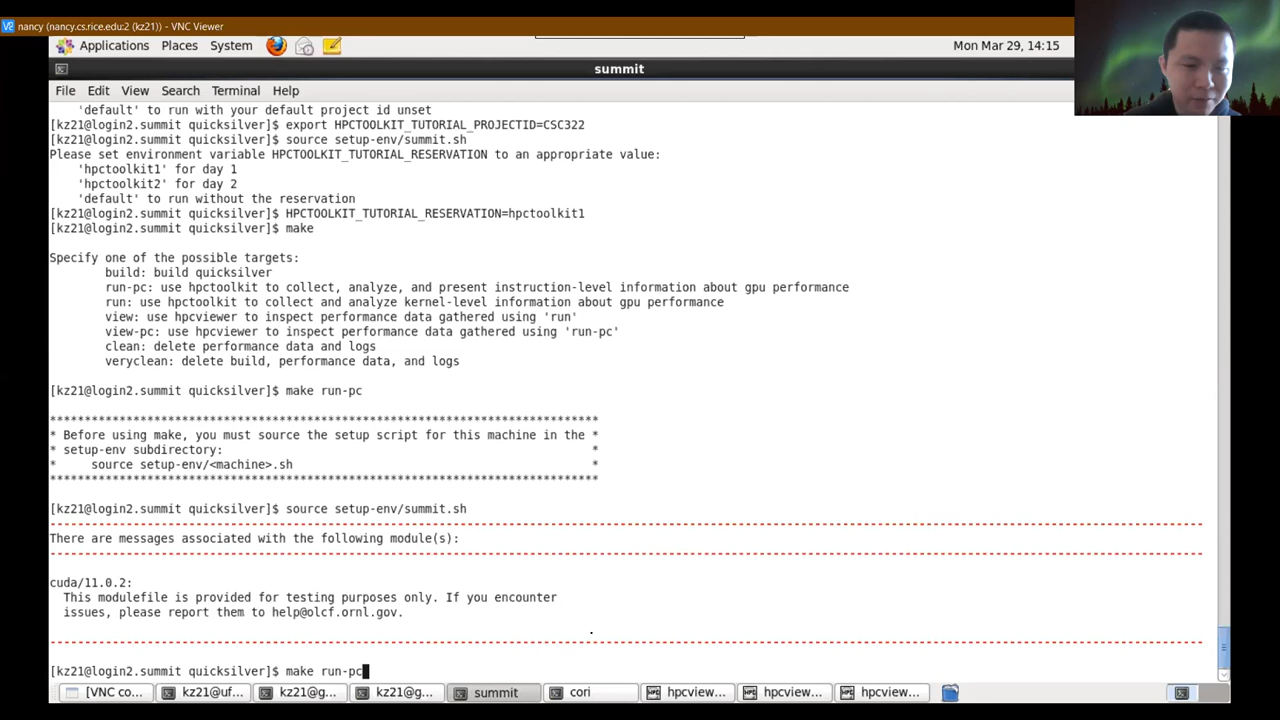 nancy (nancy.cs.rice.edu:2 (kz21)) - VNC Viewer
Applications Places System Mon Mar 29, 14:15
summit
File Edit View Search Terminal Help
'default' to run with your default project id unset
[kz21@login2.summit quicksilver]$ export HPCTOOLKIT_TUTORIAL_PROJECTID=CSC322
[kz21@login2.summit quicksilver]$ source setup-env/summit.sh
Please set environment variable HPCTOOLKIT_TUTORIAL_RESERVATION to an appropriate value:
'hpctoolkit1' for day 1
'hpctoolkit2' for day 2
'default' to run without the reservation
[kz21@login2.summit quicksilver]$ HPCTOOLKIT_TUTORIAL_RESERVATION=hpctoolkit1
[kz21@login2.summit quicksilver]$ make
Specify one of the possible targets:
build: build quicksilver
run-pc: use hpctoolkit to collect, analyze, and present instruction-level information about gpu performance
run: use hpctoolkit to collect and analyze kernel-level information about gpu performance
view: use hpcviewer to inspect performance data gathered using 'run'
view-pc: use hpcviewer to inspect performance data gathered using 'run-pc'
clean: delete performance data and logs
veryclean: delete build, performance data, and logs
[kz21@login2.summit quicksilver]$ make run-pc
*******************************************************************************
* Before using make, you must source the setup script for this machine in the *
* setup-env subdirectory: *
* source setup-env/<machine>.sh *
*******************************************************************************
[kz21@login2.summit quicksilver]$ source setup-env/summit.sh
There are messages associated with the following module(s):
cuda/11.0.2:
This modulefile is provided for testing purposes only. If you encounter
issues, please report them to help@olcf.ornl.gov.
[kz21@login2.summit quicksilver]$ make run-pc
[VNC co... kz21@uf... kz21@g... kz21@g... summit cori hpcview... hpcview... hpcview...